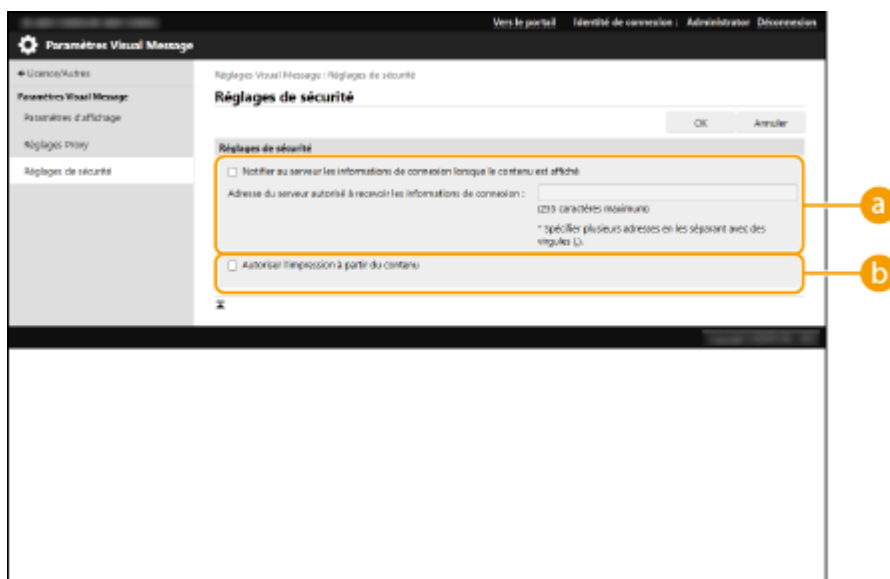 Vers le portail Identité de connexion : Administrator Déconnexion
Paramètres Visual Message
Licence/Autres
Paramètres Visual Message
Paramètres d'affichage
Réglages Proxy
Réglages de sécurité
Réglages Visual Message : Réglages de sécurité
Réglages de sécurité
OK Annuler
Réglages de sécurité
Notifier au serveur les informations de connexion lorsque le contenu est affiché
Adresse du serveur autorisé à recevoir les informations de connexion :
(255 caractères maximum)
* Spécifier plusieurs adresses en les séparant avec des
virgules (,).
a
Autoriser l'impression à partir du contenu
b